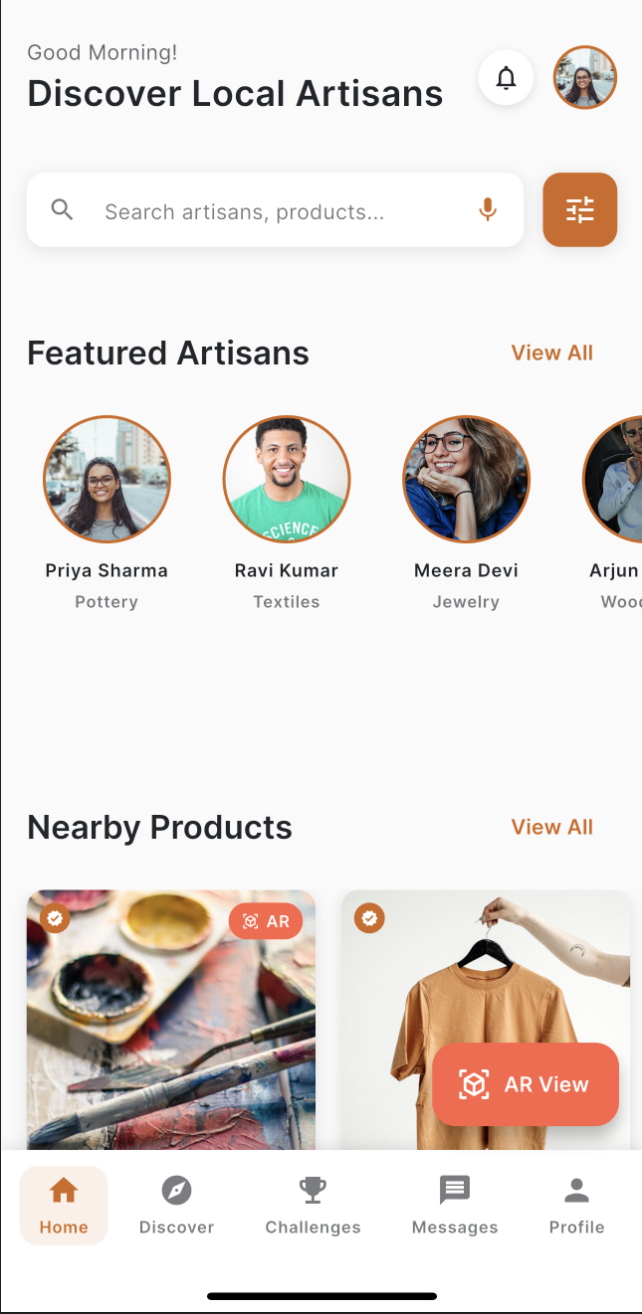 Good Morning!
Discover Local Artisans
Search artisans, products...
Featured Artisans
View All
SCIENCE
Priya Sharma
Ravi Kumar
Meera Devi
Arjun
Pottery
Textiles
Jewelry
Nearby Products
View All
AR
AR View
Home
Discover
Challenges
Messages
Profile